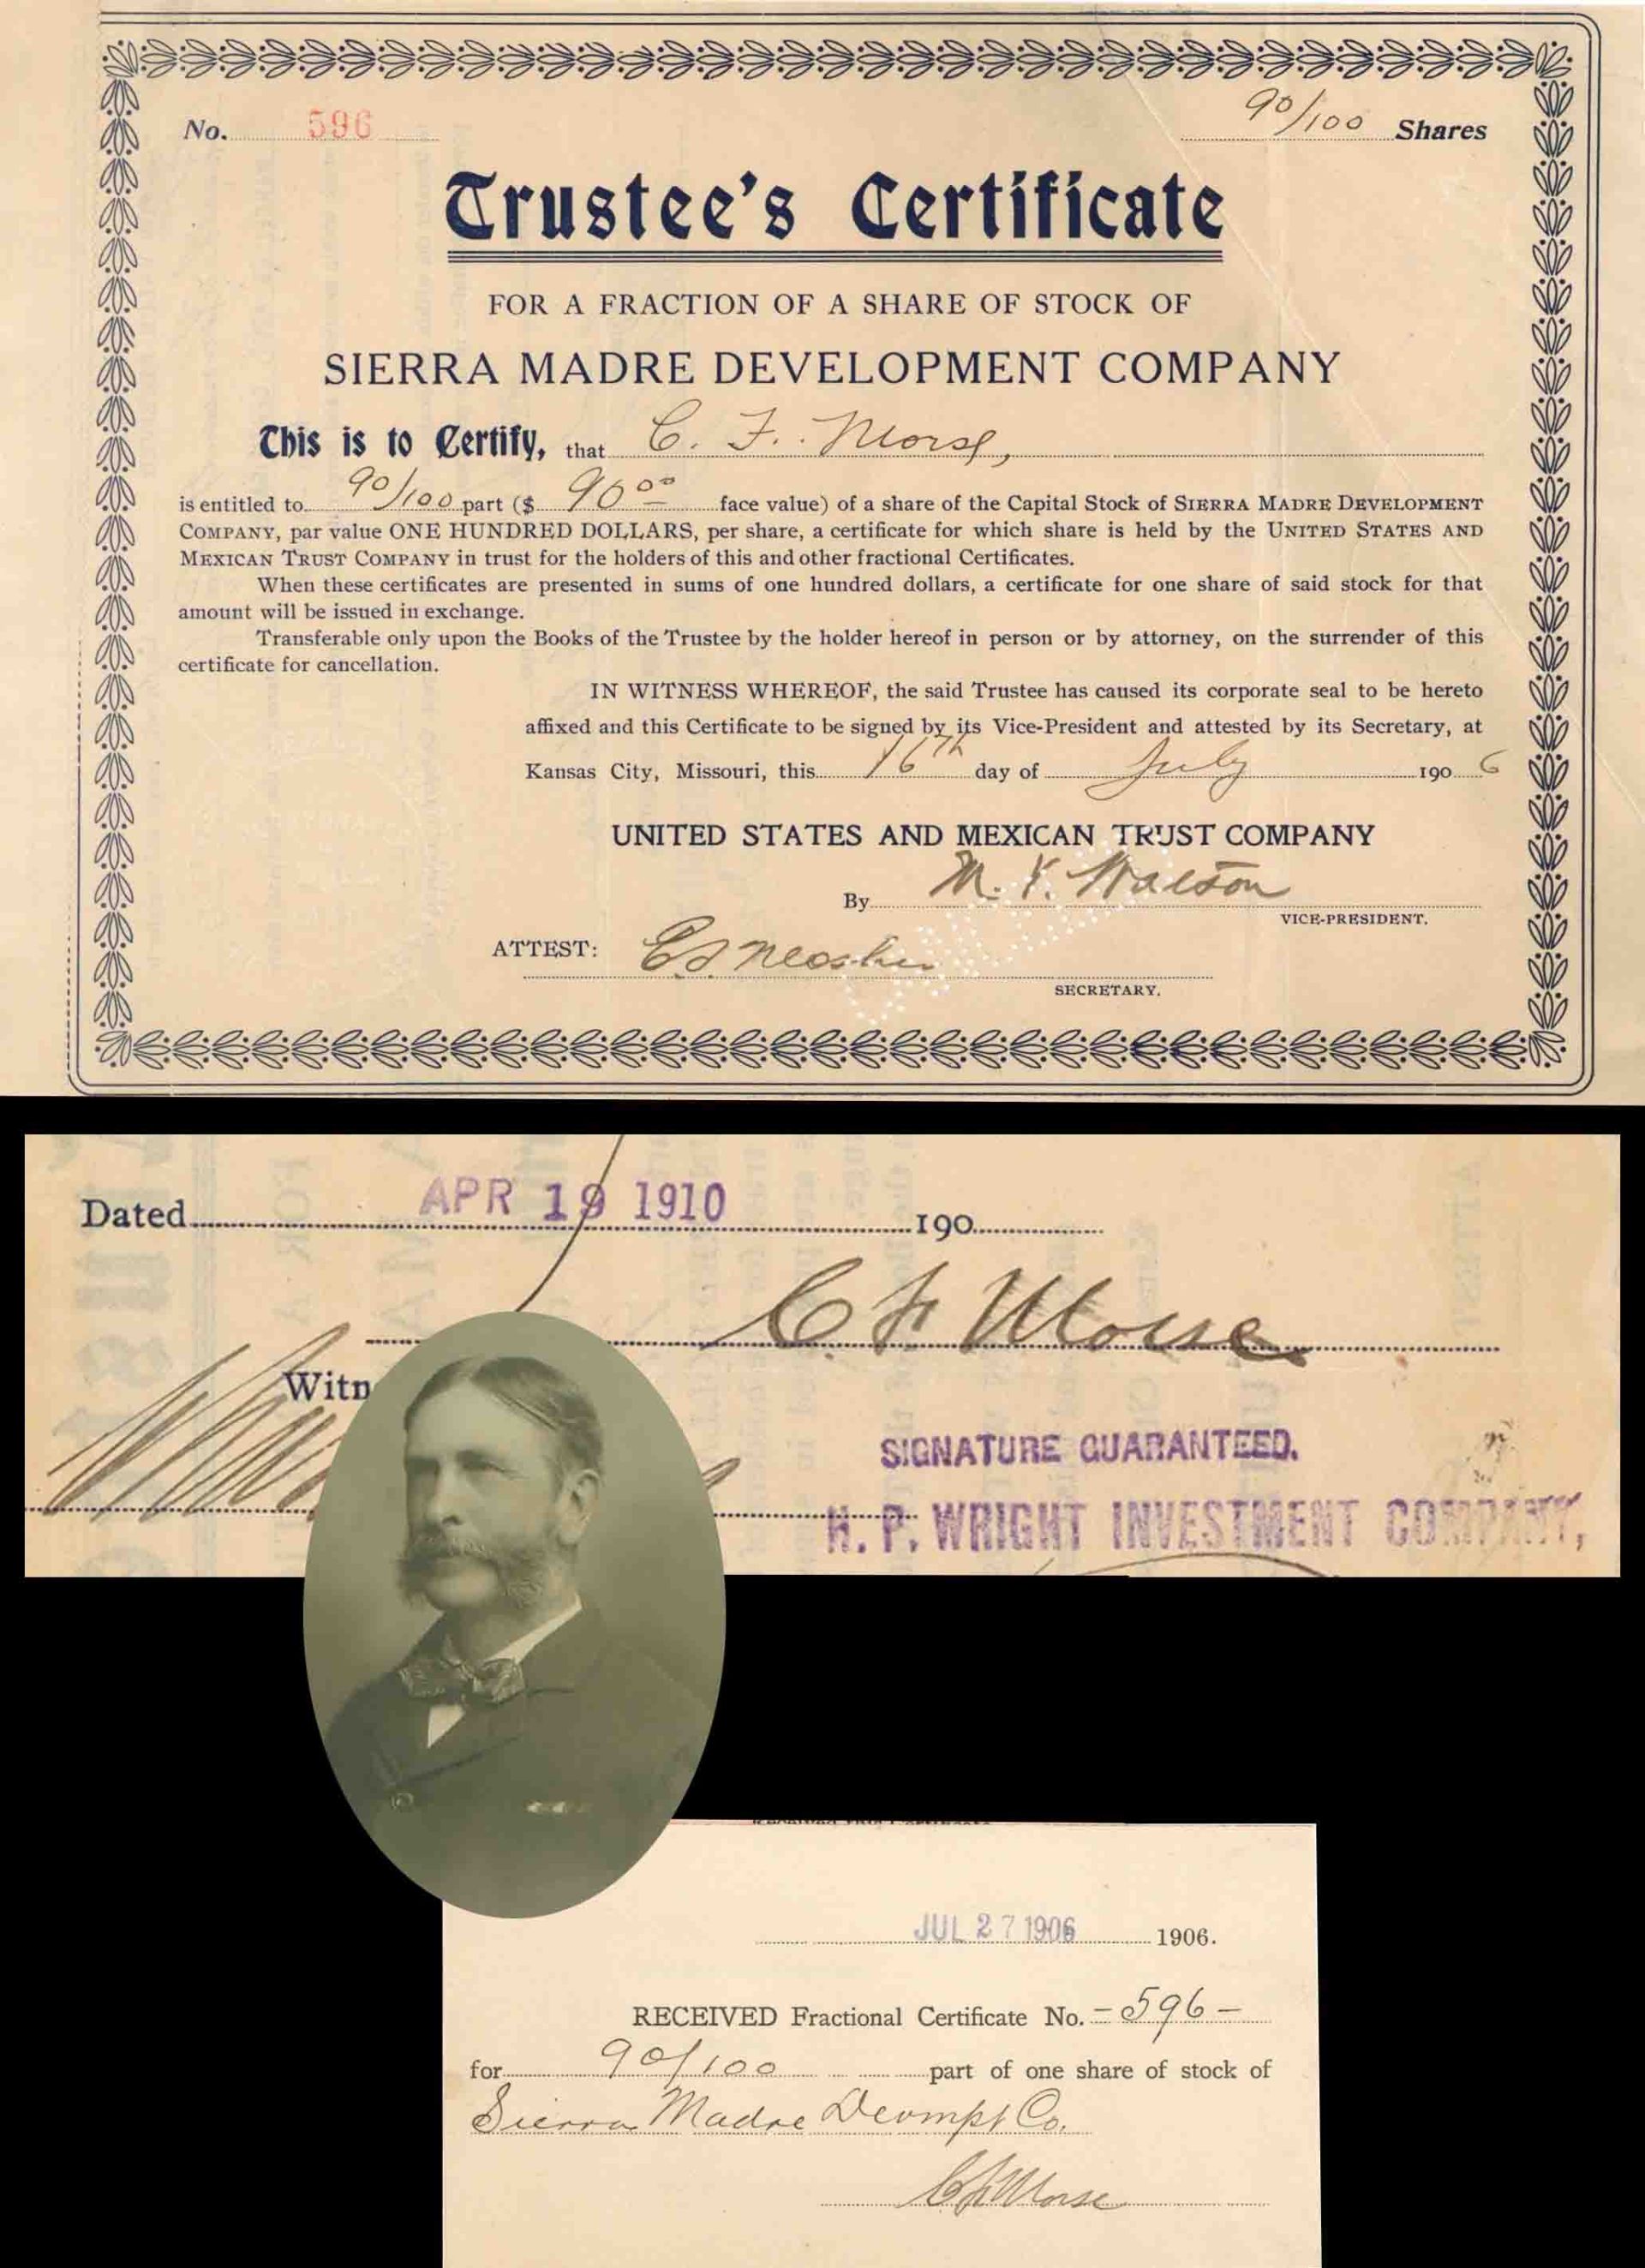 No. 596 90/100 Shares
Trustee's Certificate
FOR A FRACTION OF A SHARE OF STOCK OF
SIERRA MADRE DEVELOPMENT COMPANY
This is to Certify, that C. F. Morse,
is entitled to 90/100 part ($ 90 00 face value) of a share of the Capital Stock of SIERRA MADRE DEVELOPMENT
COMPANY, par value ONE HUNDRED DOLLARS, per share, a certificate for which share is held by the UNITED STATES AND
MEXICAN TRUST COMPANY in trust for the holders of this and other fractional Certificates.
When these certificates are presented in sums of one hundred dollars, a certificate for one share of said stock for that
amount will be issued in exchange.
Transferable only upon the Books of the Trustee by the holder hereof in person or by attorney, on the surrender of this
certificate for cancellation.
IN WITNESS WHEREOF, the said Trustee has caused its corporate seal to be hereto
affixed and this Certificate to be signed by its Vice-President and attested by its Secretary, at
Kansas City, Missouri, this 16th day of July 1906
UNITED STATES AND MEXICAN TRUST COMPANY
By M. Y. Watson
VICE-PRESIDENT.
ATTEST:
SECRETARY.
Dated APR 19 1910 190
C F Morse
Witn
SIGNATURE GUARANTEED.
H. P. WRIGHT INVESTMENT COMPANY,
JUL 27 1906 1906.
RECEIVED Fractional Certificate No. -596-
for 90/100 part of one share of stock of
Sierra Madre Devmpt Co.
C F Morse